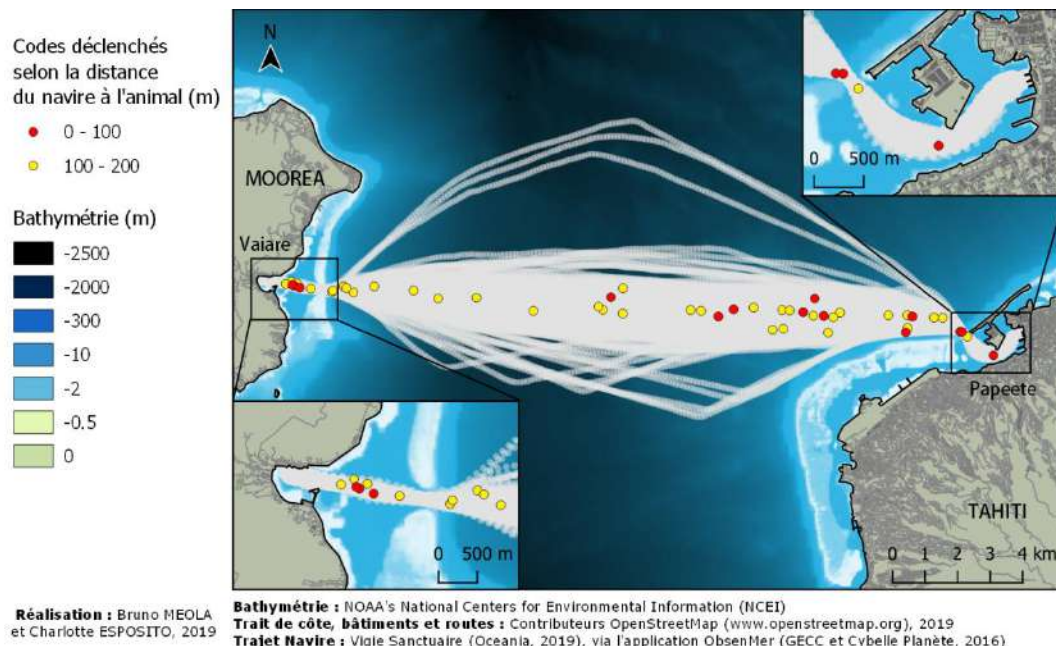 Codes déclenchés
selon la distance
du navire à l'animal (m)
0 - 100
100 - 200
Bathymétrie (m)
-2500
-2000
-300
-10
-2
-0.5
0
N
MOOREA
Vaiare
0 500 m
Papeete
TAHITI
0 500 m
0 1 2 3 4 km
Réalisation : Bruno MEOLA
et Charlotte ESPOSITO, 2019
Bathymétrie : NOAA's National Centers for Environmental Information (NCEI)
Trait de côte, bâtiments et routes : Contributeurs OpenStreetMap (www.openstreetmap.org), 2019
Trajet Navire : Vigie Sanctuaire (Oceania, 2019), via l'application ObsenMer (GECC et Cybelle Planète, 2016)